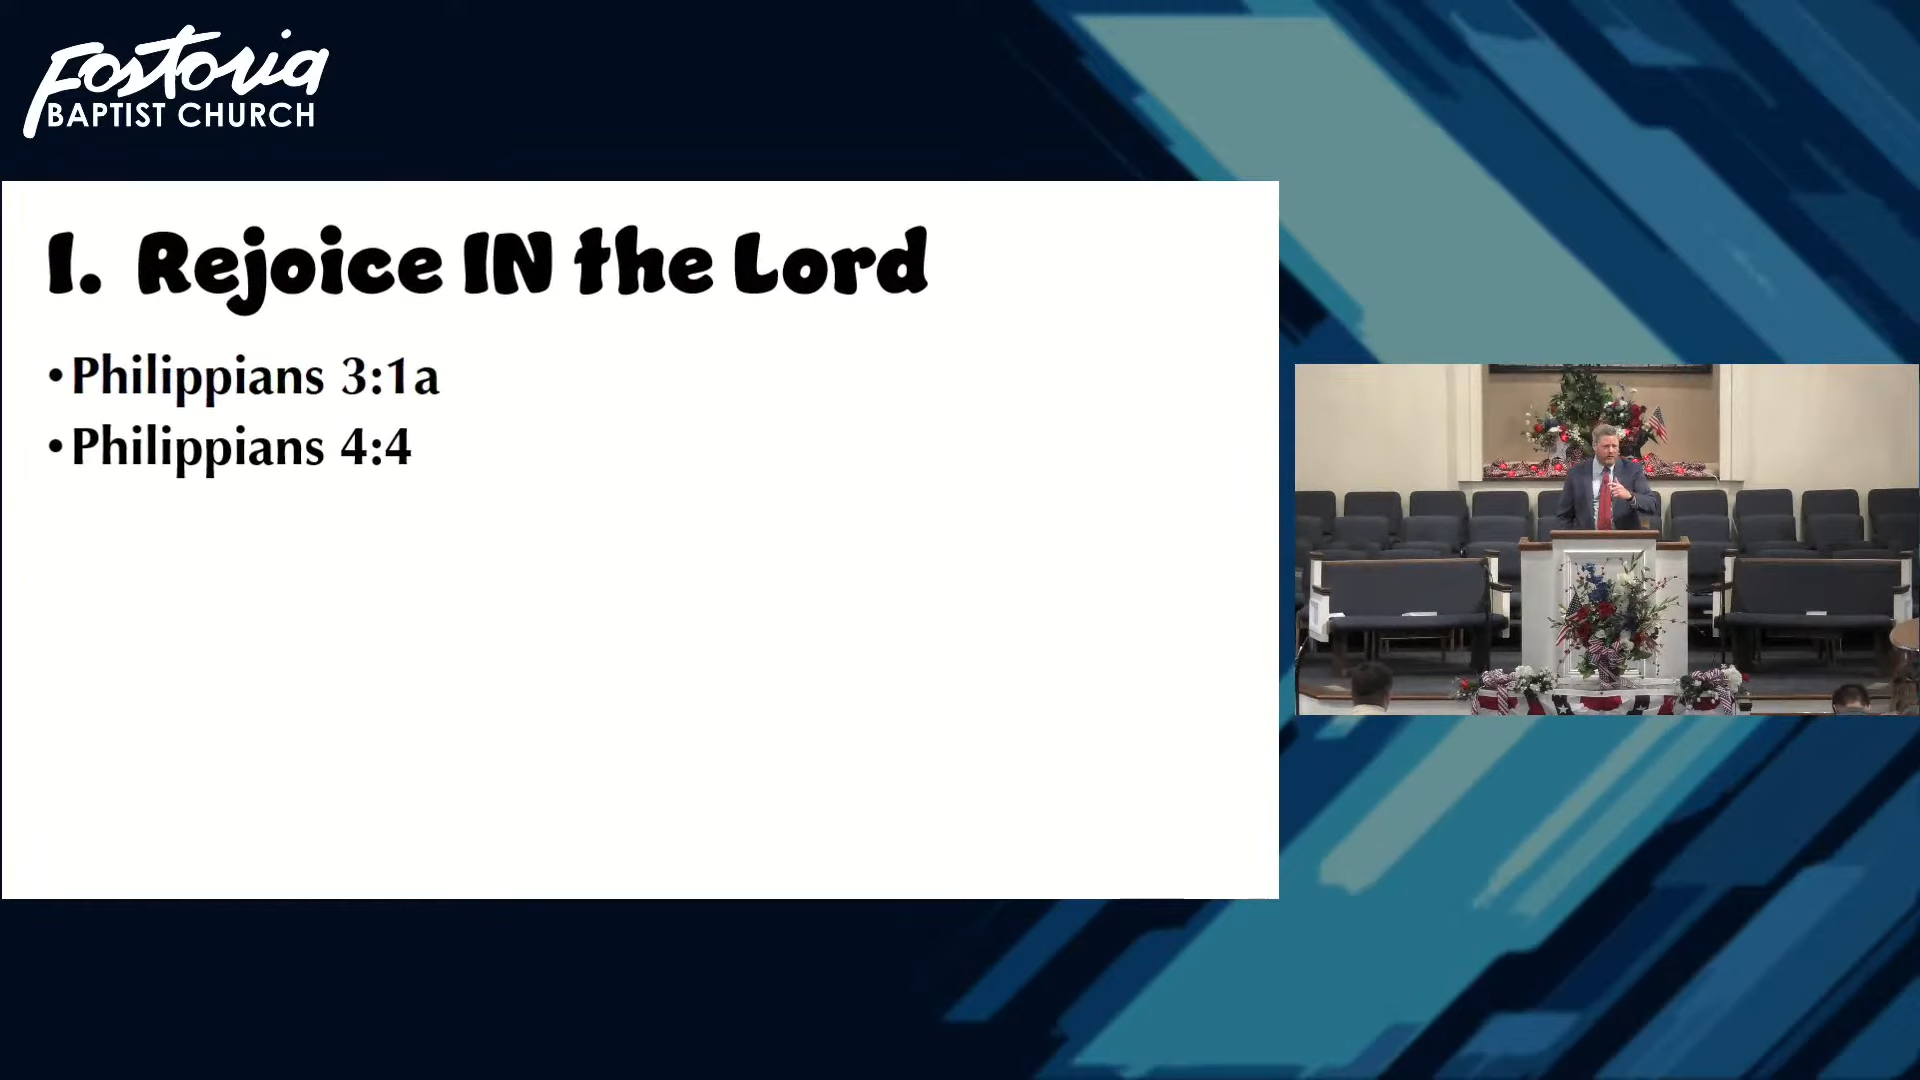 Fostoria
BAPTIST CHURCH
I. Rejoice IN the Lord
•Philippians 3:1a
•Philippians 4:4